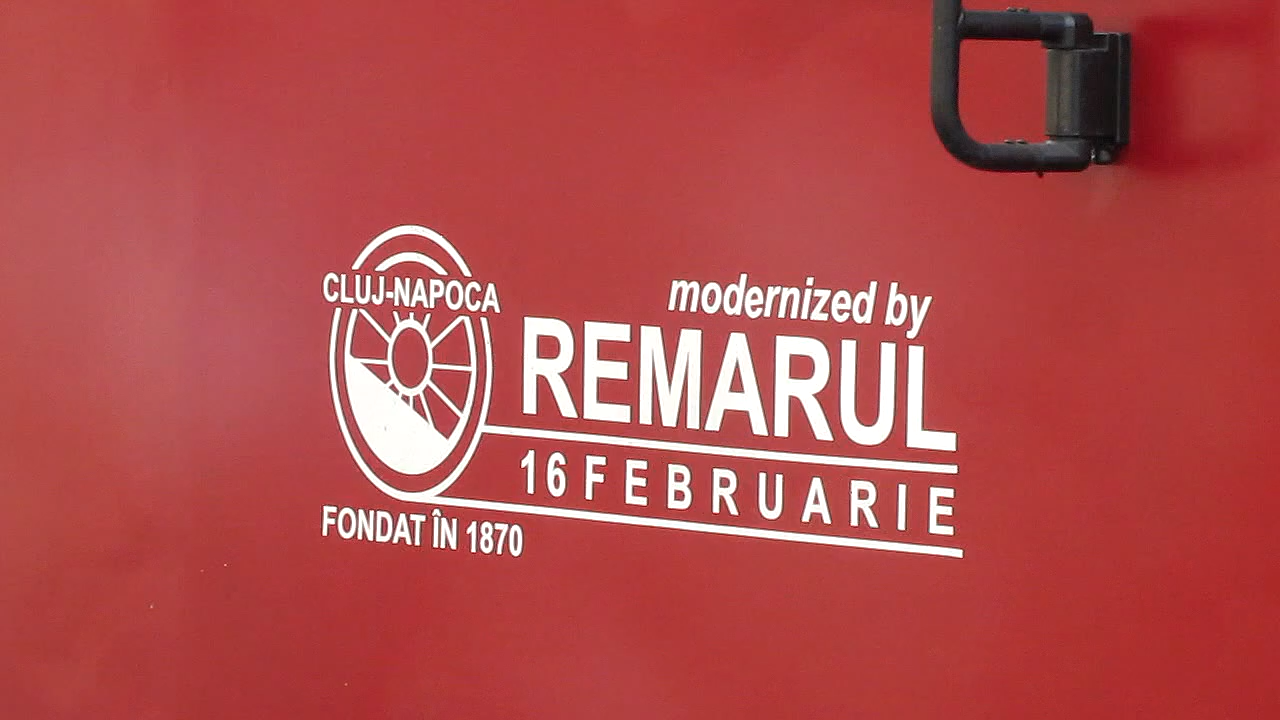 CLUJ-NAPOCA
modernized by
REMARUL
16 FEBRUARIE
FONDAT ÎN 1870